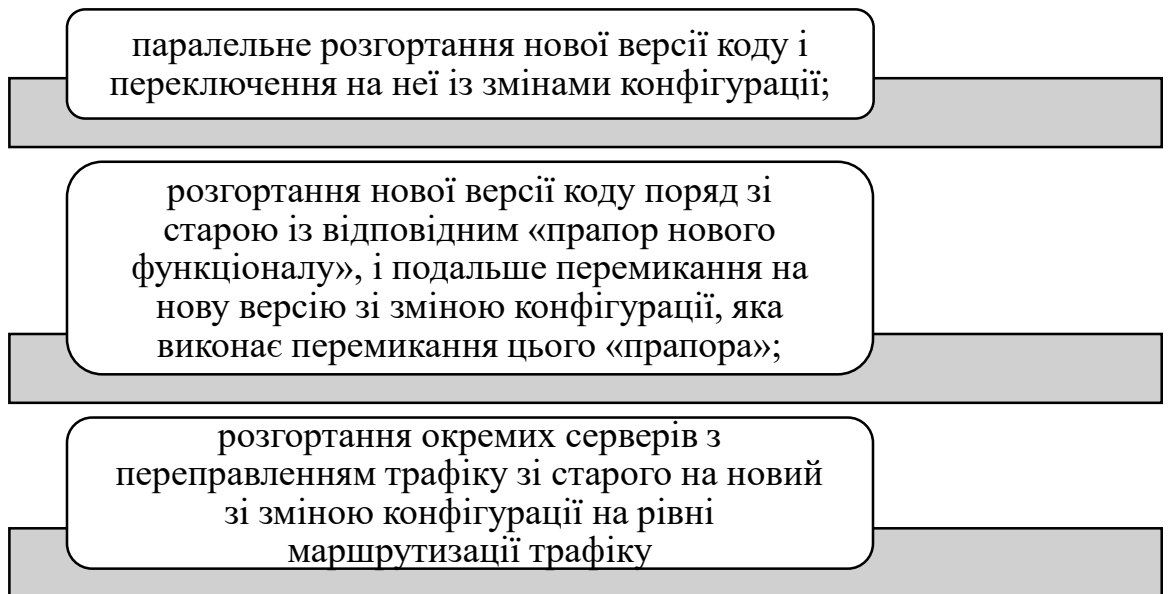 паралельне розгортання нової версії коду і
переключення на неї із змінами конфігурації;
розгортання нової версії коду поряд зі
старою із відповідним «прапор нового
функціоналу», і подальше перемикання на
нову версію зі зміною конфігурації, яка
виконає перемикання цього «прапора»;
розгортання окремих серверів з
переправленням трафіку зі старого на новий
зі зміною конфігурації на рівні
маршрутизації трафіку